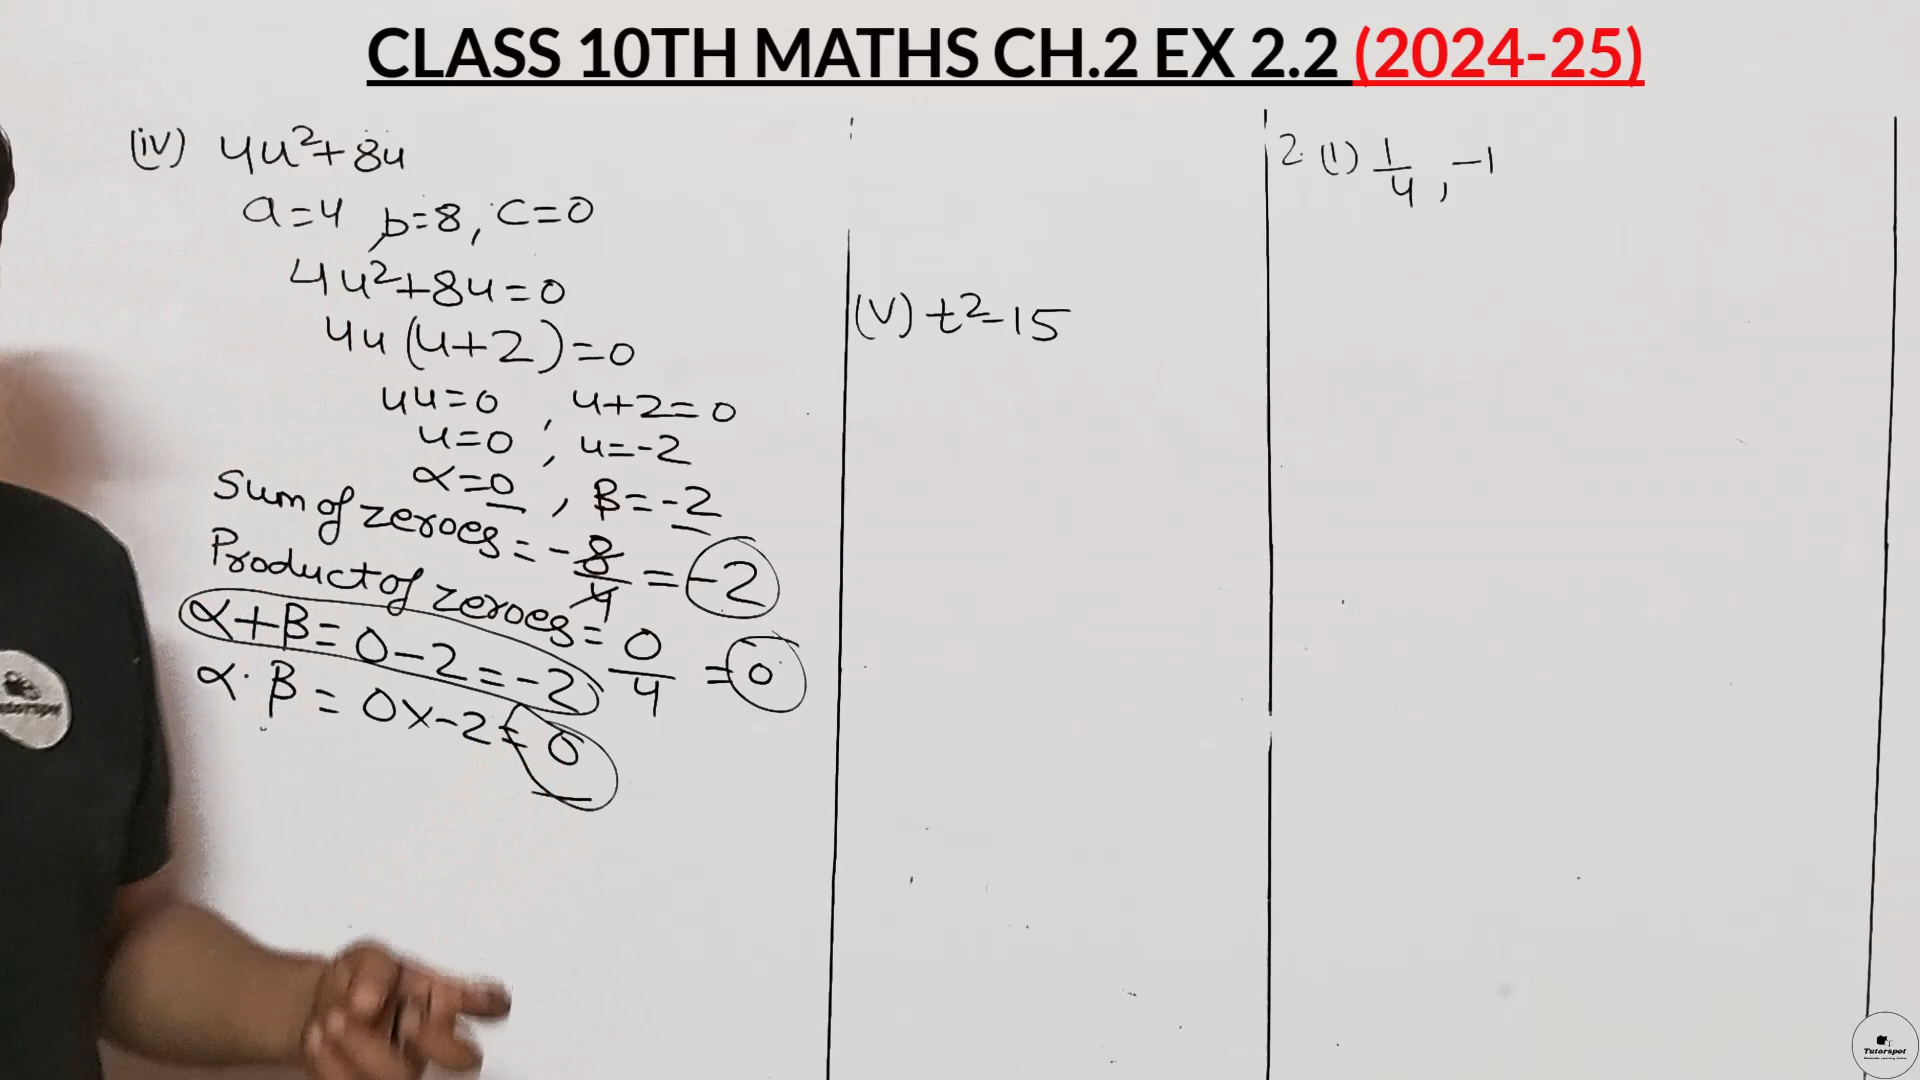 CLASS 10TH MATHS CH.2 EX 2.2 (2024-25)
(iv) 4u²+8u
a=4 b=8, c=0
4u²+8u=0
4u(u+2)=0
4u=0 , u+2=0
u=0 , u=-2
α=0 , β=-2
Sum of zeroes = -8/4 = -2
Product of zeroes = 0/4 = 0
α+β = 0-2 = -2
α·β = 0x-2 = 0
(V) t²-15
2. (1) 1/4, -1
Tutorspot